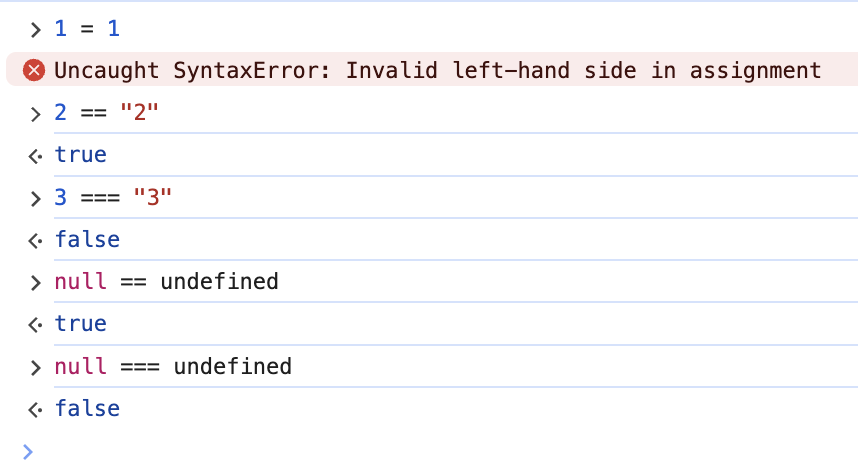 1 = 1
Uncaught SyntaxError: Invalid left-hand side in assignment
2 == "2"
true
3 === "3"
false
null == undefined
true
null === undefined
false